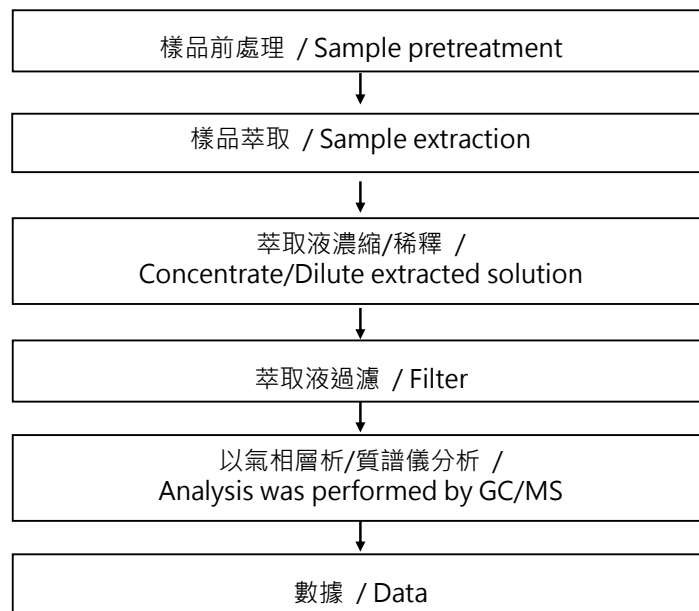 樣品前處理 / Sample pretreatment
樣品萃取 / Sample extraction
萃取液濃縮/稀釋 /
Concentrate/Dilute extracted solution
萃取液過濾 / Filter
以氣相層析/質譜儀分析 /
Analysis was performed by GC/MS
數據 / Data